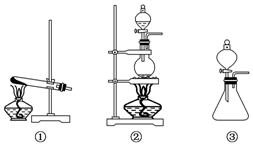 ① ② ③